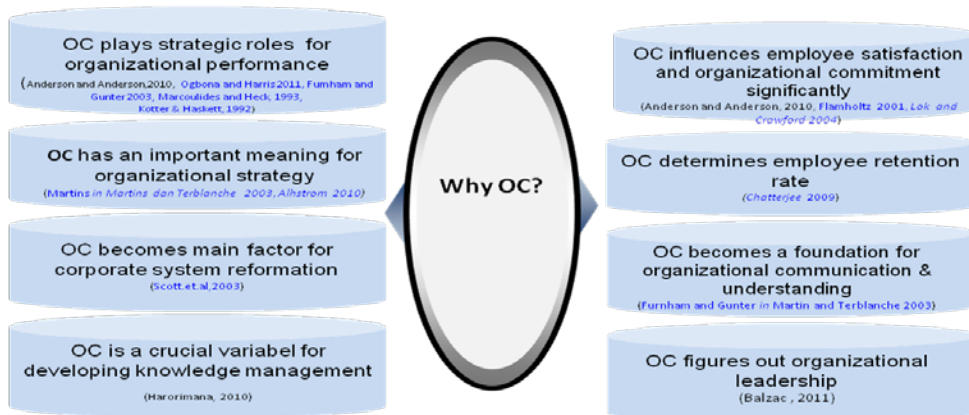 OC plays strategic roles for
organizational performance
(Anderson and Anderson,2010, Ogbona and Harris 2011, Furnham and
Gunter 2003, Marcoulides and Heck, 1993,
Kotter & Haskett, 1992)
OC has an important meaning for
organizational strategy
(Martins in Martins dan Terblanche 2003, Alhstrom 2010)
OC becomes main factor for
corporate system reformation
(Scott.et.al,2003)
OC is a crucial variabel for
developing knowledge management
(Harorimana, 2010)
Why OC?
OC influences employee satisfaction
and organizational commitment
significantly
(Anderson and Anderson, 2010, Flamholtz 2001, Lok and
Crawford 2004)
OC determines employee retention
rate
(Chatterjee 2009)
OC becomes a foundation for
organizational communication &
understanding
(Furnham and Gunter in Martin and Terblanche 2003)
OC figures out organizational
leadership
(Balzac , 2011)